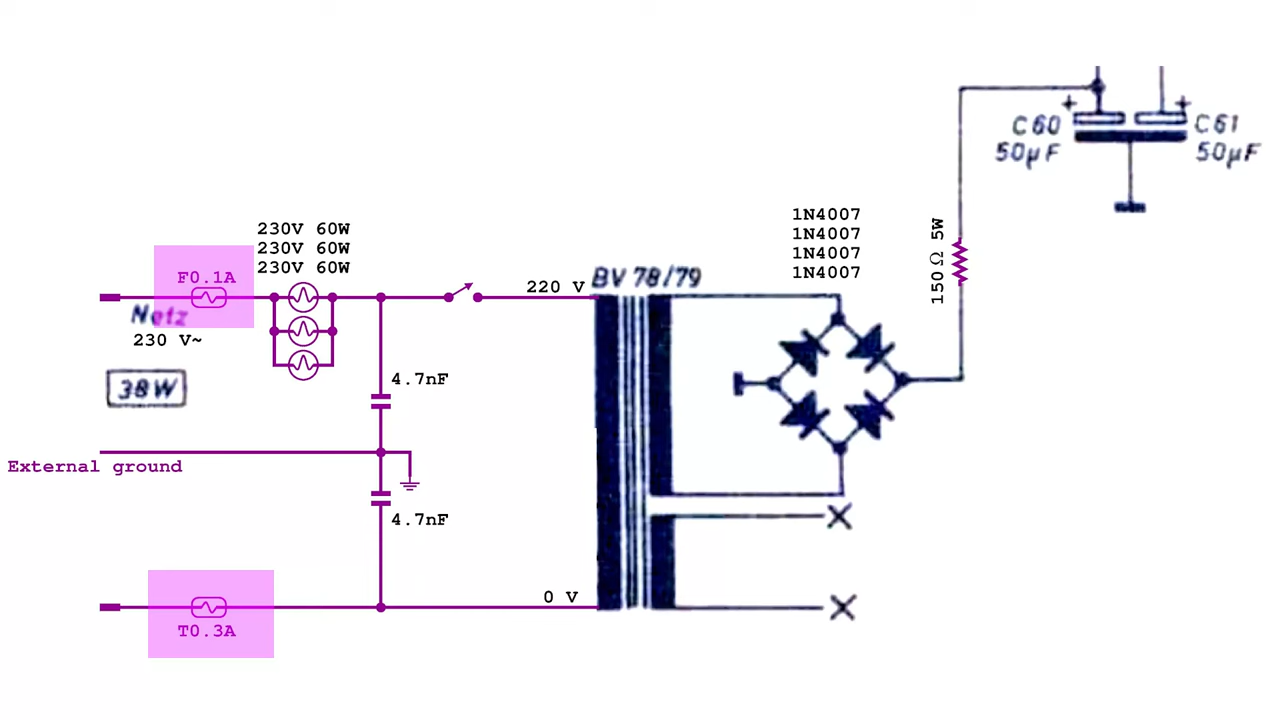 C60
50µF
+
+
C61
50µF
1N4007
1N4007
1N4007
1N4007
150Ω 5W
230V 60W
230V 60W
230V 60W
F0.1A
BV 78/79
220 V
Netz
230 V~
38W
4.7nF
External ground
4.7nF
0 V
T0.3A